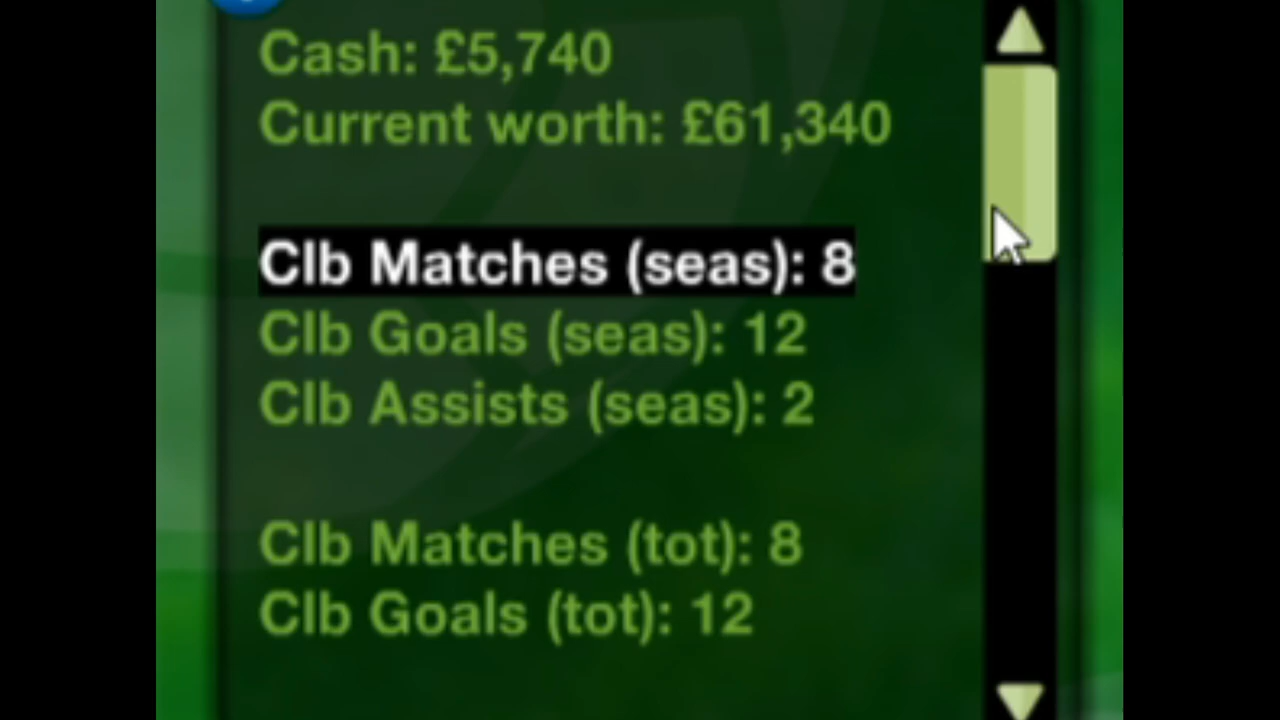 Cash: £5,740
Current worth: £61,340
Clb Matches (seas): 8
Clb Goals (seas): 12
Clb Assists (seas): 2
Clb Matches (tot): 8
Clb Goals (tot): 12